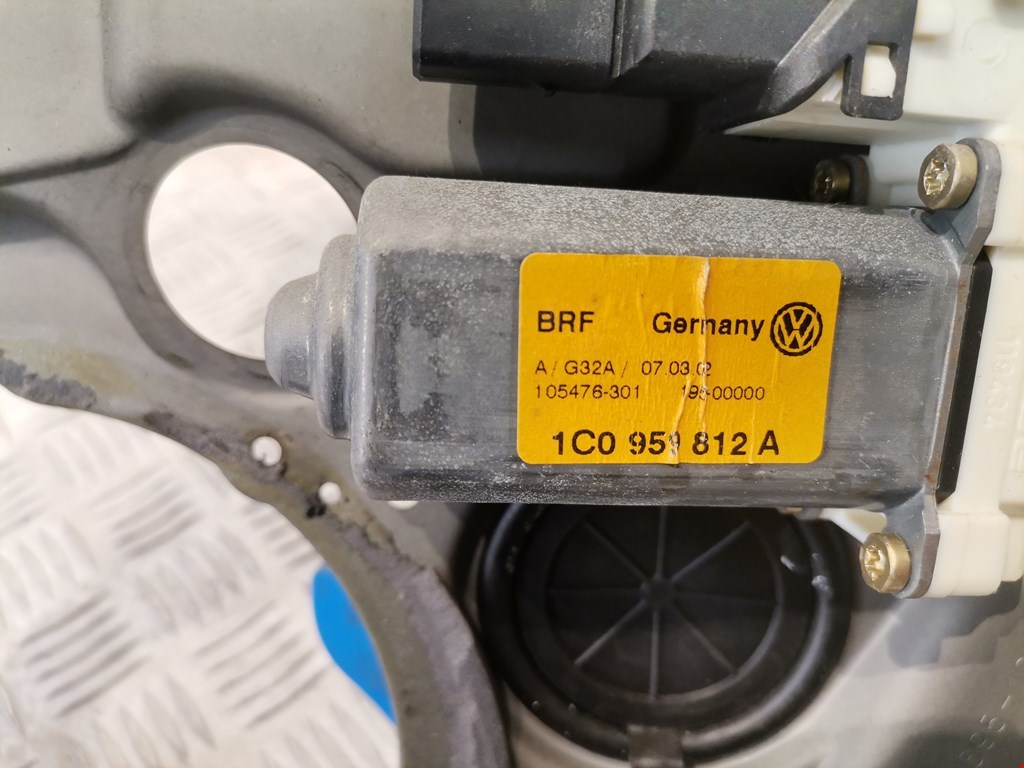 BRF Germany
A / G32A / 07.03.02
105476-301
1C0 959 812 A